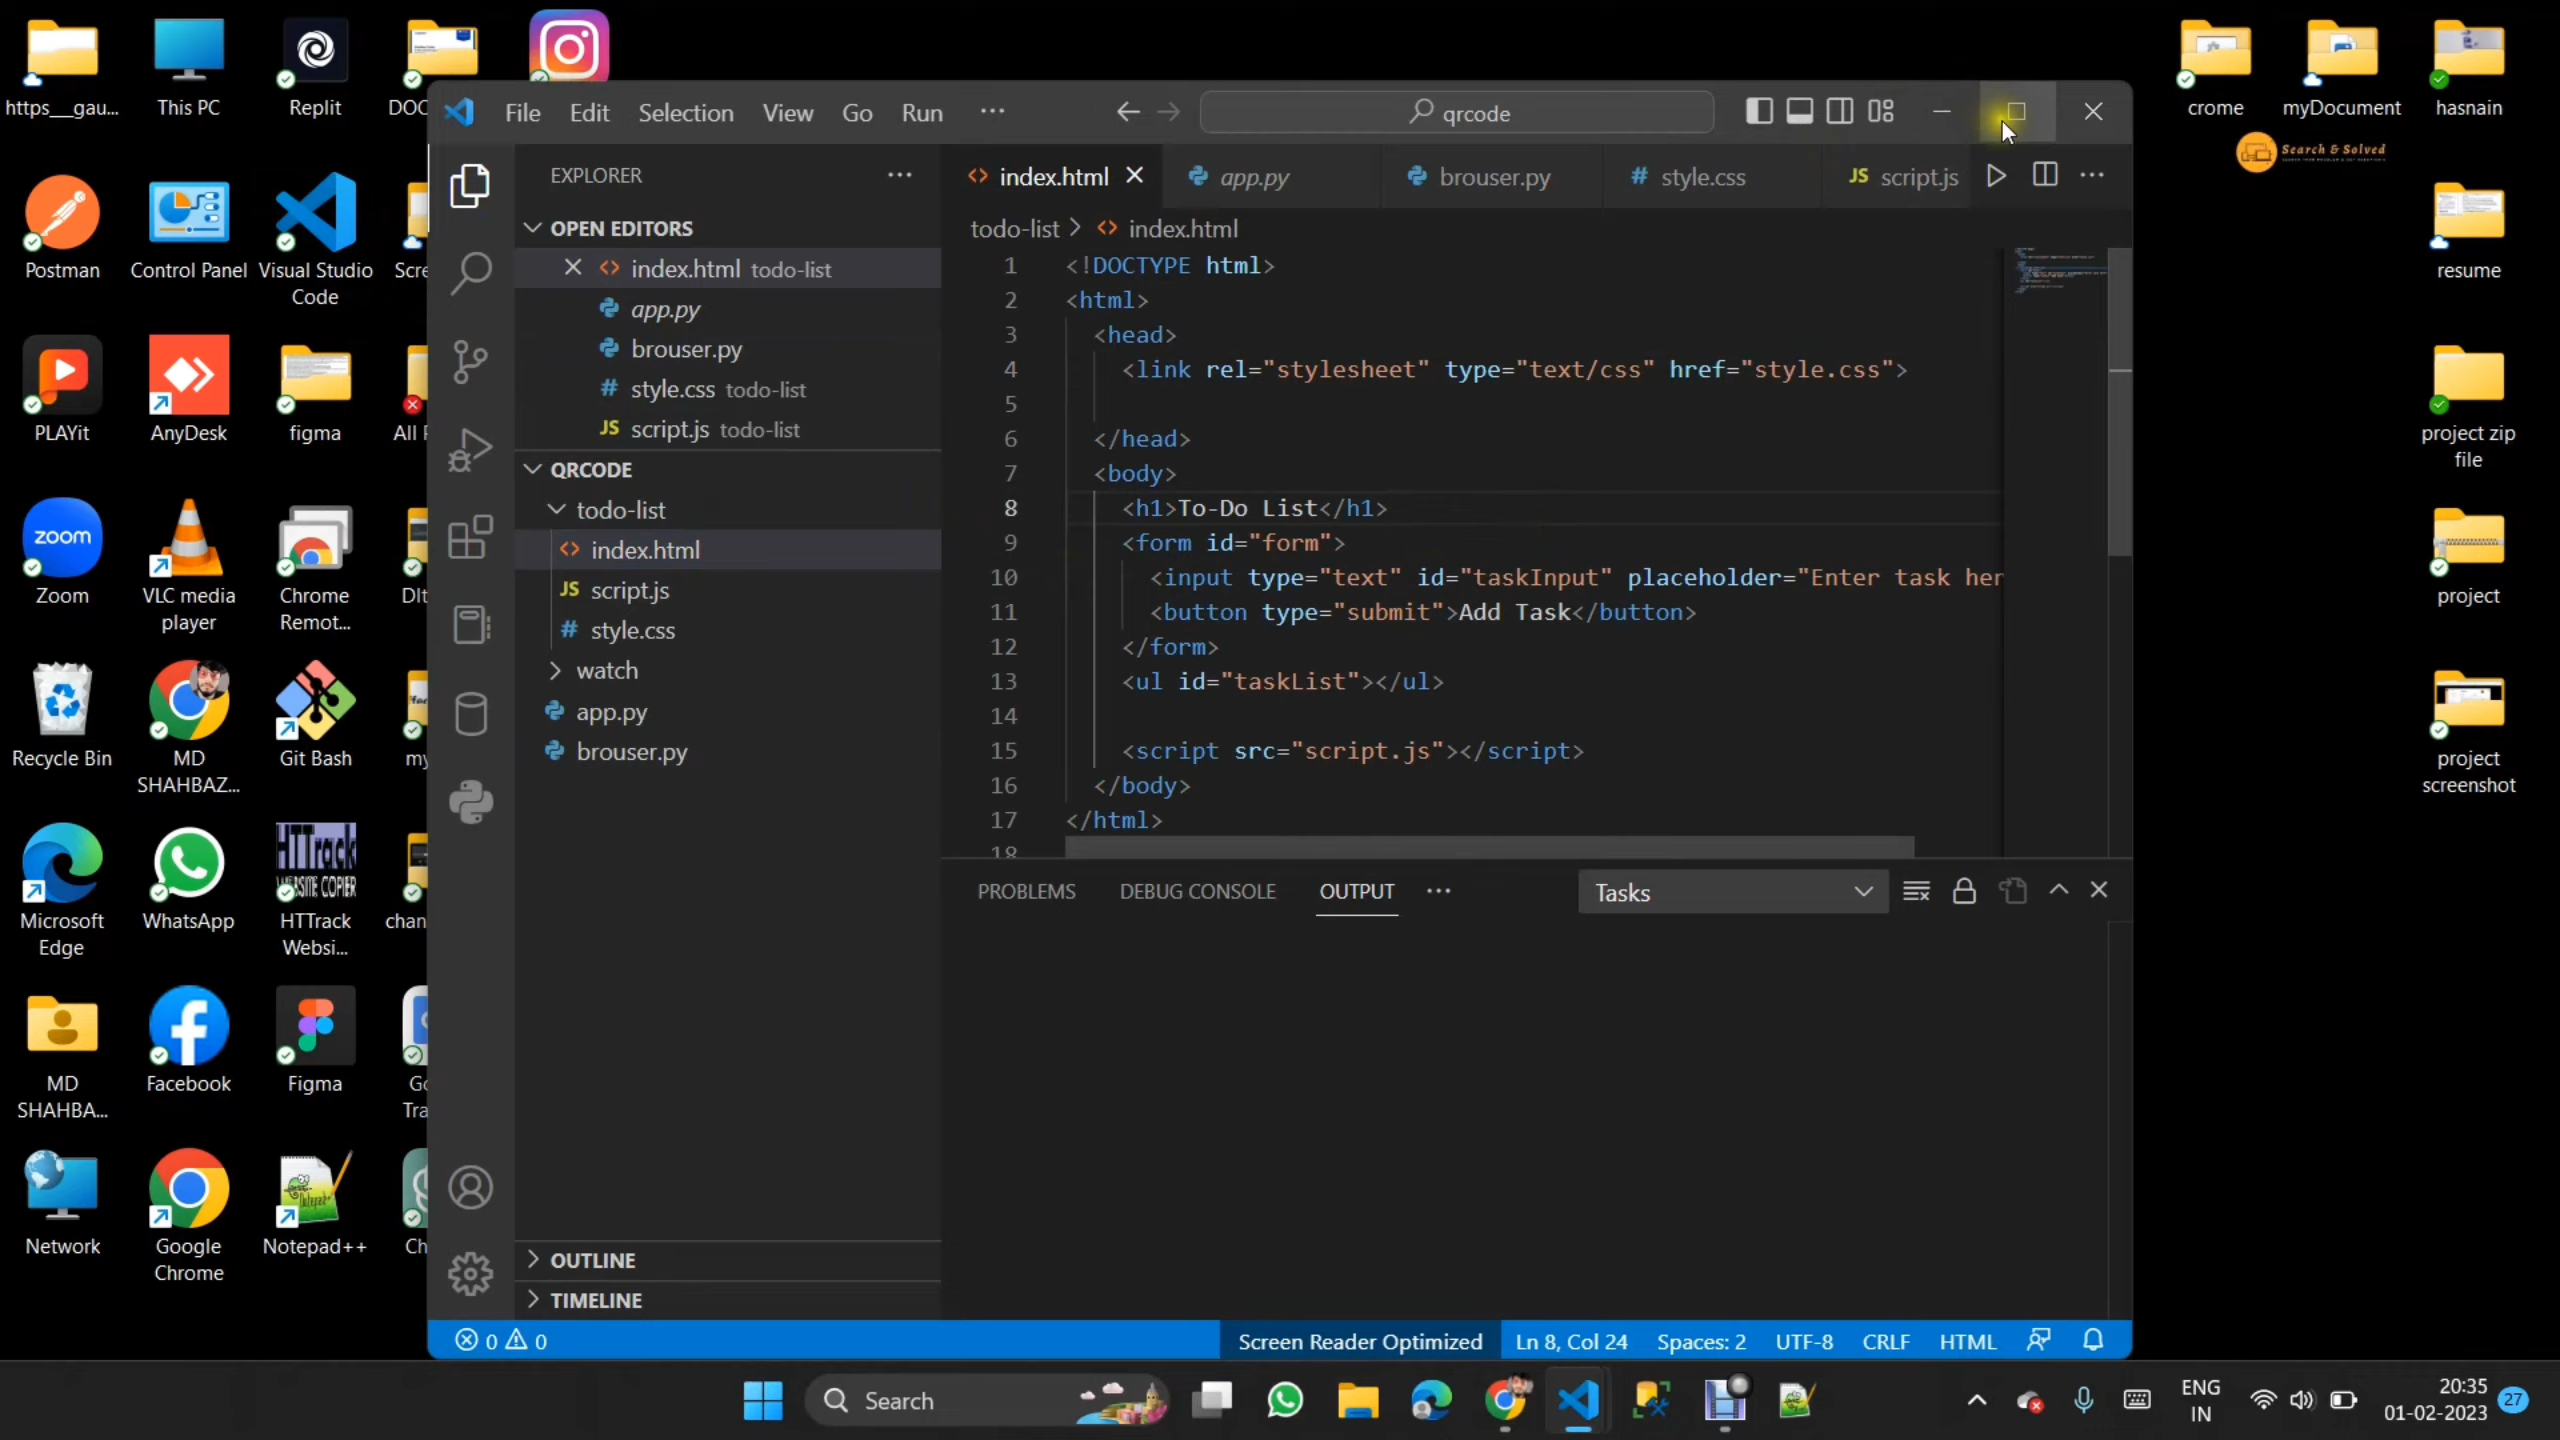 https__gau...
This PC
Replit
DOC
crome
myDocument
hasnain
Search & Solved
Postman
Control Panel
Visual Studio
Code
Scre
resume
PLAYit
AnyDesk
figma
All F
project zip
file
zoom
Zoom
VLC media
player
Chrome
Remot...
project
Recycle Bin
MD
SHAHBAZ...
Git Bash
my
project
screenshot
HTTrack
WEBSITE COPIER
Microsoft
Edge
WhatsApp
HTTrack
Websi...
chan
MD
SHAHBA...
Facebook
Figma
Go
Tra
Network
Google
Chrome
Notepad++
Ch
File Edit Selection View Go Run ···
qrcode
EXPLORER
OPEN EDITORS
index.html todo-list
app.py
brouser.py
style.css todo-list
JS script.js todo-list
QRCODE
todo-list
index.html
JS script.js
# style.css
watch
app.py
brouser.py
OUTLINE
TIMELINE
index.html app.py brouser.py # style.css JS script.js
todo-list > index.html
1 <!DOCTYPE html>
2 <html>
3 <head>
4 <link rel="stylesheet" type="text/css" href="style.css">
5
6 </head>
7 <body>
8 <h1>To-Do List</h1>
9 <form id="form">
10 <input type="text" id="taskInput" placeholder="Enter task her
11 <button type="submit">Add Task</button>
12 </form>
13 <ul id="taskList"></ul>
14
15 <script src="script.js"></script>
16 </body>
17 </html>
18
PROBLEMS DEBUG CONSOLE OUTPUT ··· Tasks
0 0 Screen Reader Optimized Ln 8, Col 24 Spaces: 2 UTF-8 CRLF HTML
Search
ENG
IN
20:35
01-02-2023
27